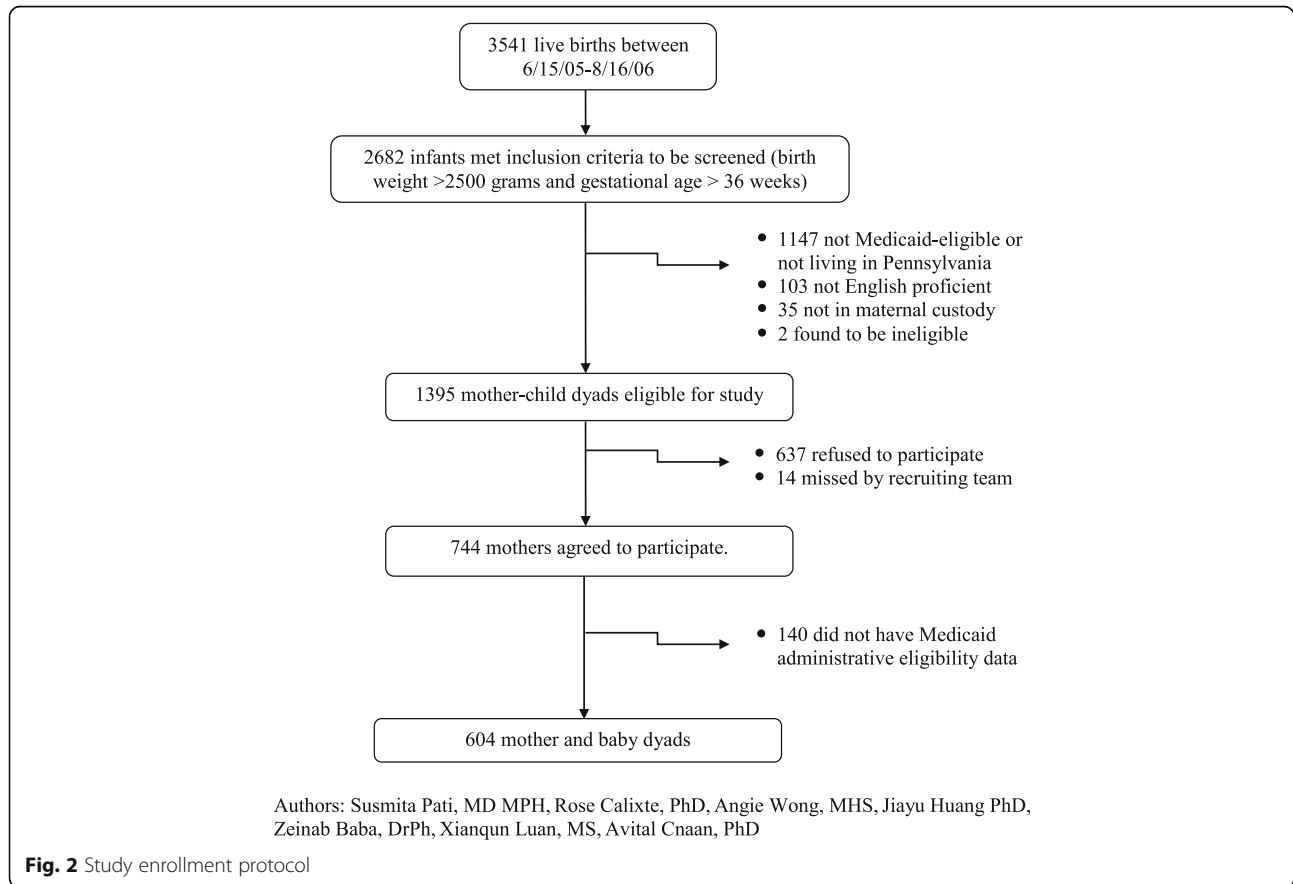 3541 live births between
6/15/05-8/16/06
2682 infants met inclusion criteria to be screened (birth
weight >2500 grams and gestational age > 36 weeks)
• 1147 not Medicaid-eligible or
not living in Pennsylvania
• 103 not English proficient
• 35 not in maternal custody
• 2 found to be ineligible
1395 mother-child dyads eligible for study
• 637 refused to participate
• 14 missed by recruiting team
744 mothers agreed to participate.
• 140 did not have Medicaid
administrative eligibility data
604 mother and baby dyads
Authors: Susmita Pati, MD MPH, Rose Calixte, PhD, Angie Wong, MHS, Jiayu Huang PhD,
Zeinab Baba, DrPh, Xianqun Luan, MS, Avital Cnaan, PhD
Fig. 2 Study enrollment protocol